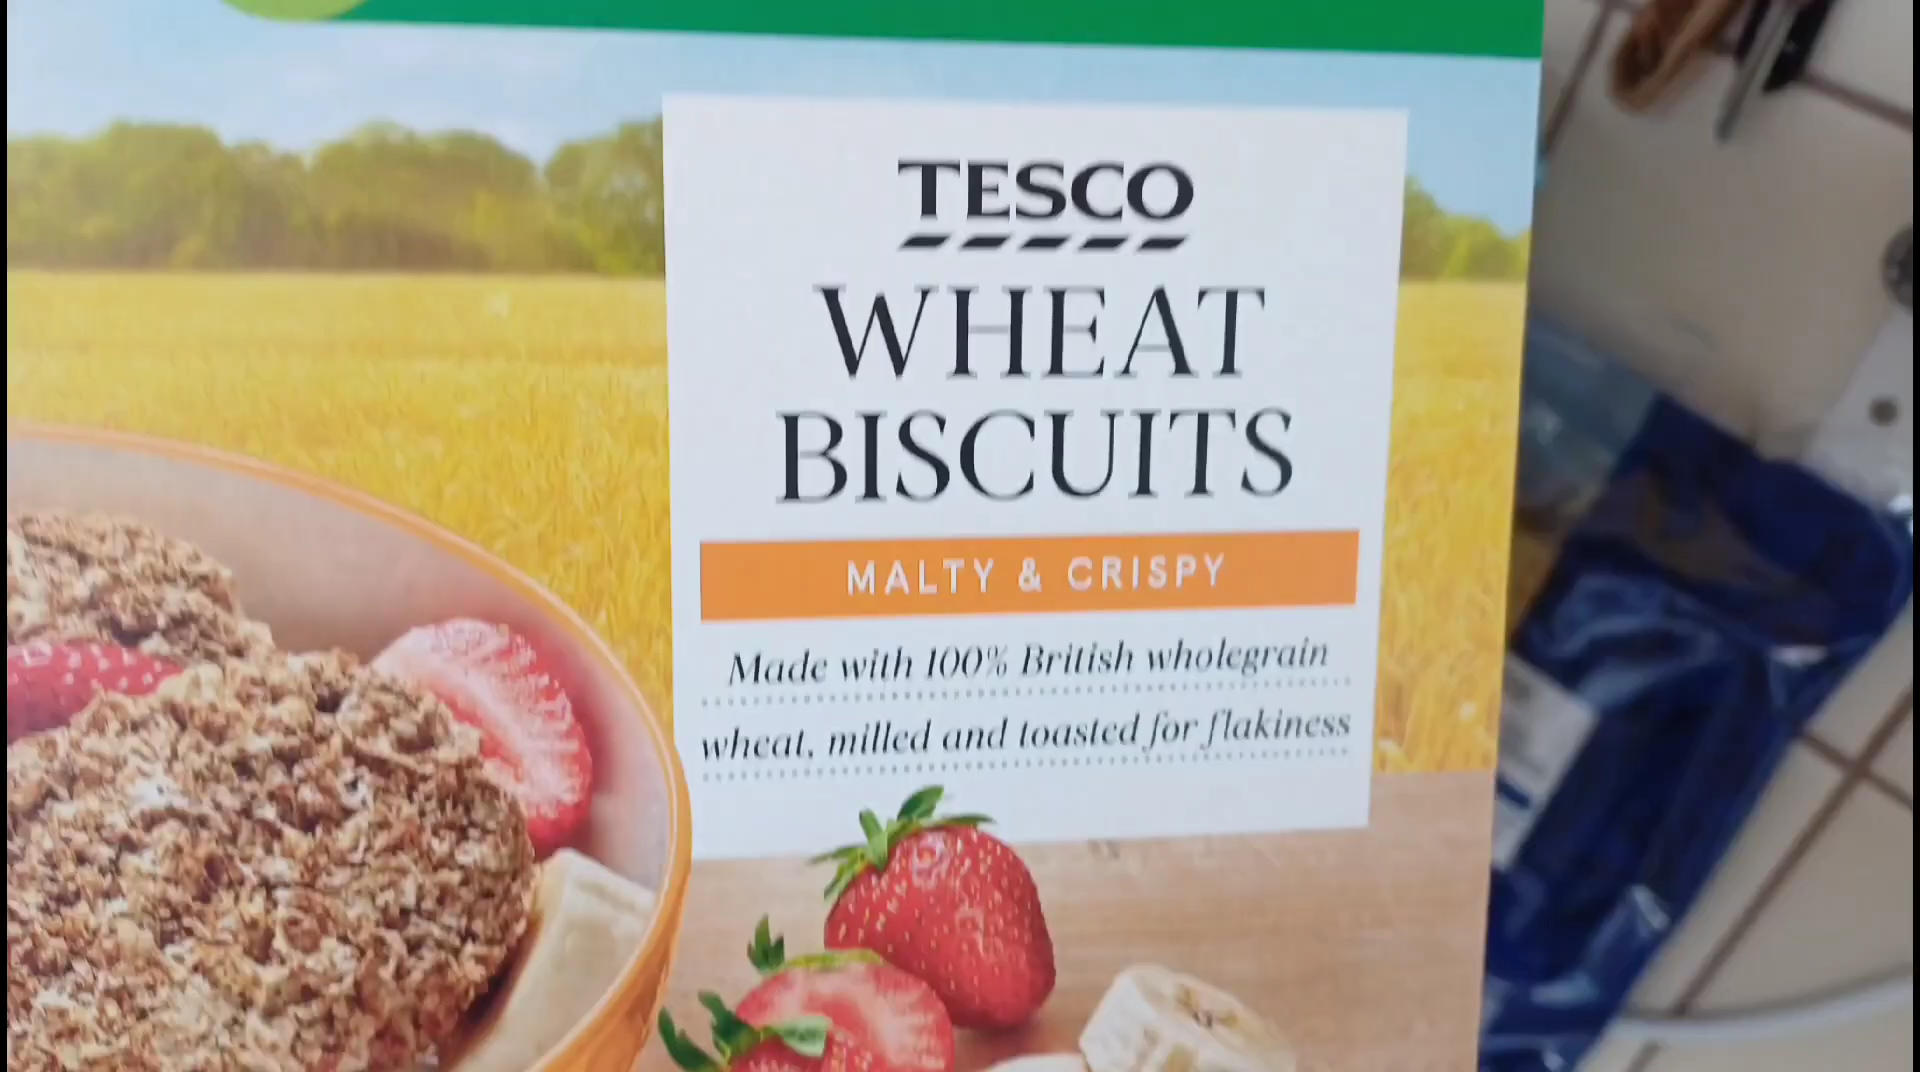 TESCO
WHEAT
BISCUITS
MALTY & CRISPY
Made with 100% British wholegrain
wheat, milled and toasted for flakiness